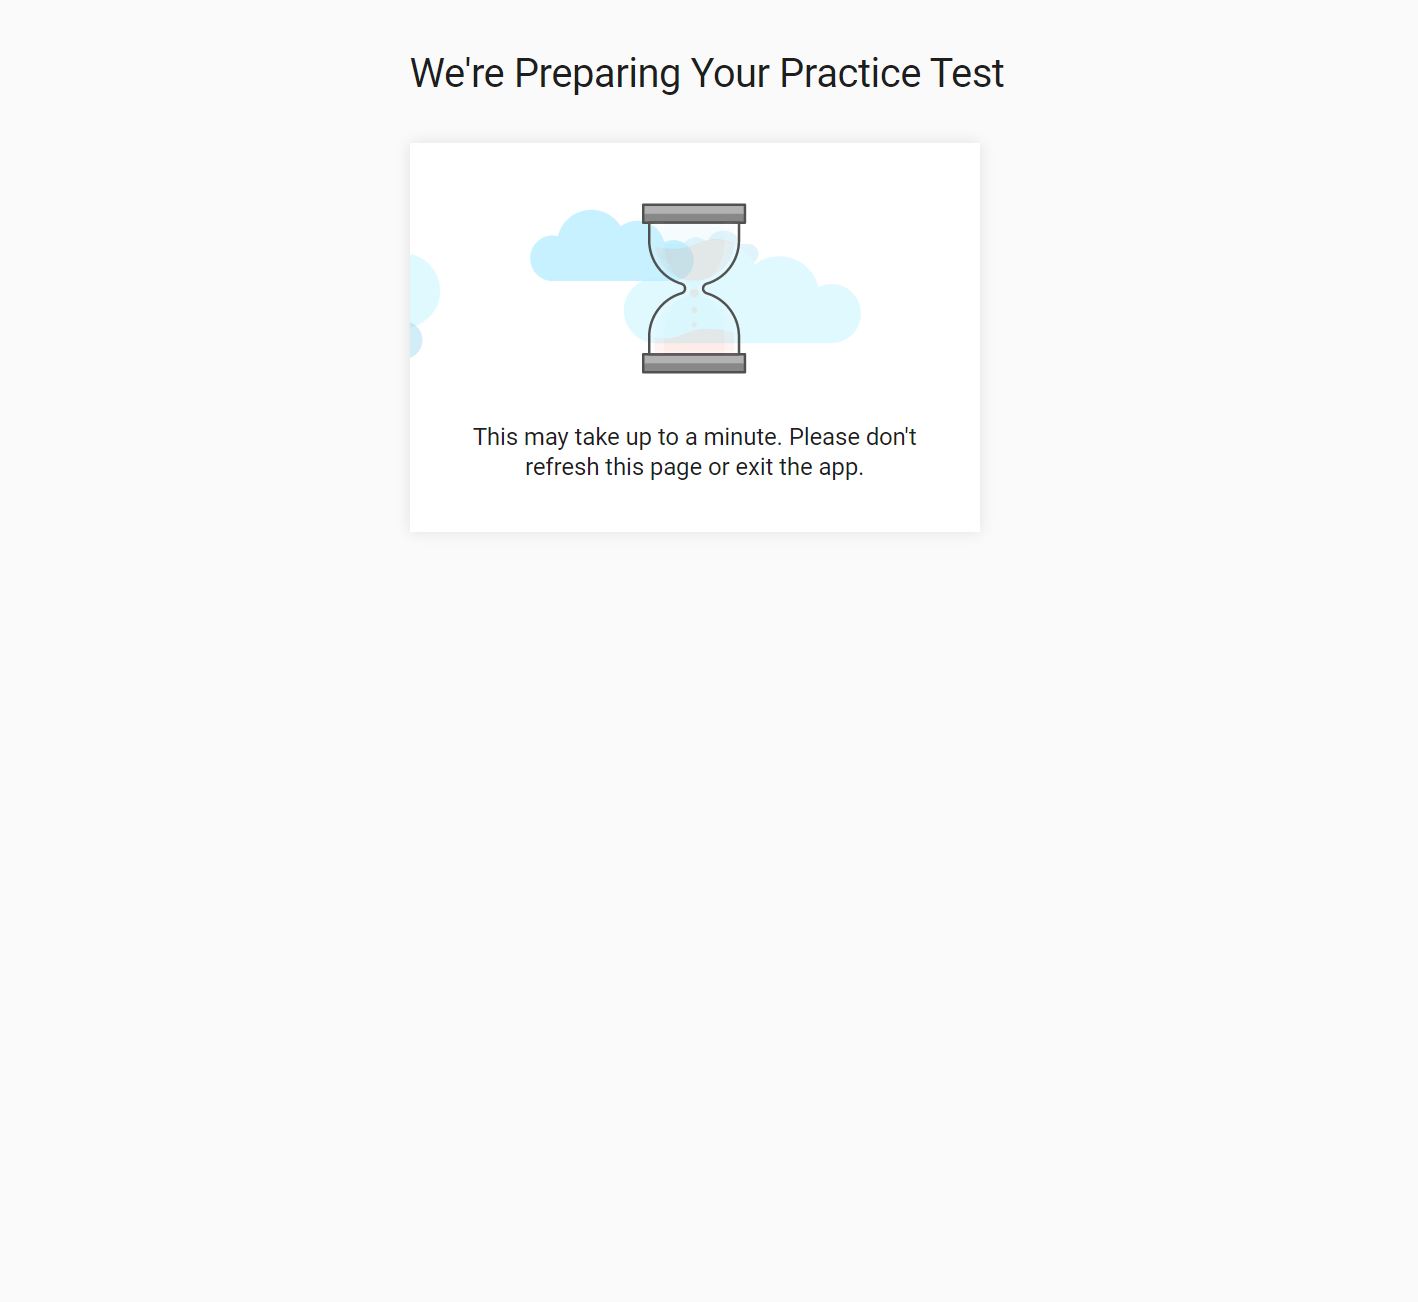 We're Preparing Your Practice Test
This may take up to a minute. Please don't
refresh this page or exit the app.